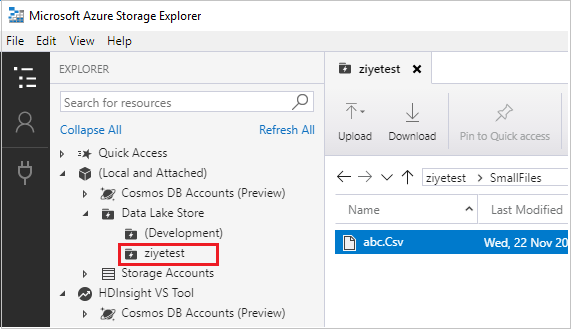 Microsoft Azure Storage Explorer
File Edit View Help
EXPLORER
Search for resources
Collapse All Refresh All
Quick Access
(Local and Attached)
Cosmos DB Accounts (Preview)
Data Lake Store
(Development)
ziyetest
Storage Accounts
HDInsight VS Tool
Cosmos DB Accounts (Preview)
ziyetest
Upload Download Pin to Quick access
ziyetest SmallFiles
Name Last Modified
abc.Csv Wed, 22 Nov 20